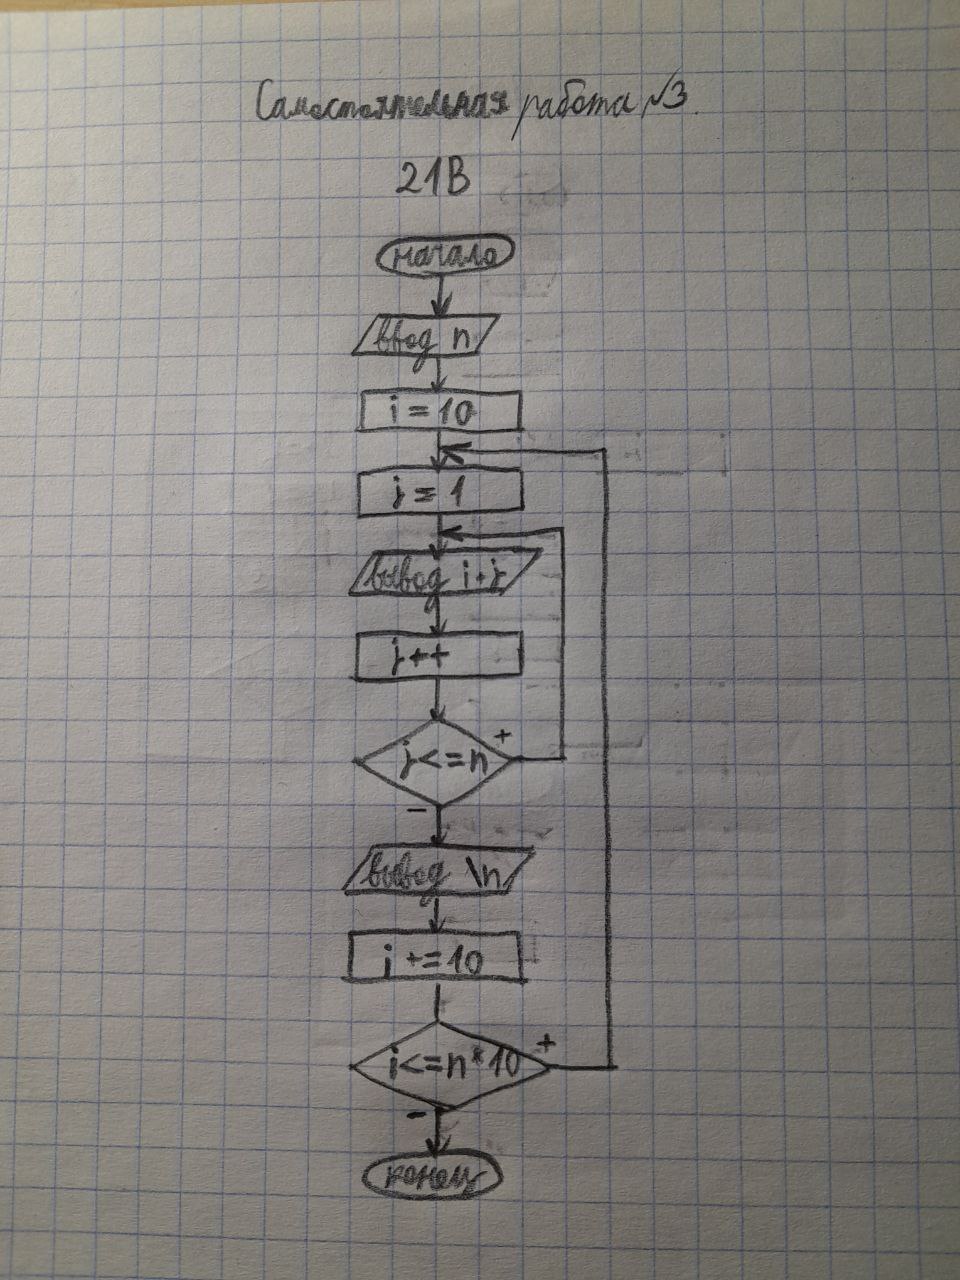 Самостоятельная работа №3.
21В
начало
ввод n
i = 10
j = 1
вывод i+j
j++
+
j<=n
-
вывод \n
i +=10
+
i<=n*10
-
конец